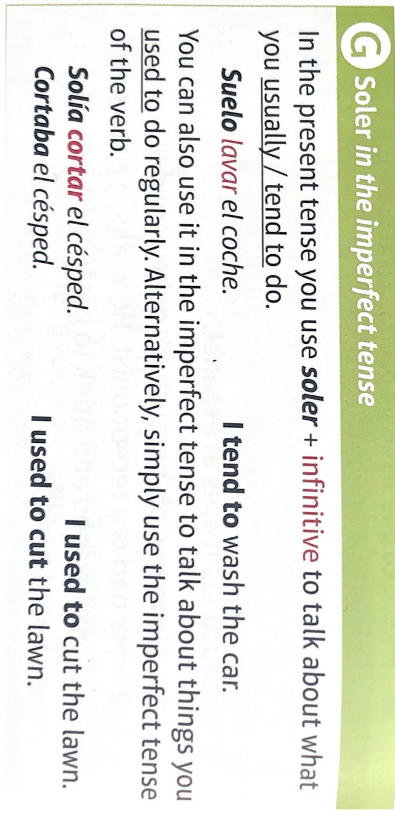 G Soler in the imperfect tense
In the present tense you use soler + infinitive to talk about what
you usually / tend to do.
Suelo lavar el coche. I tend to wash the car.
You can also use it in the imperfect tense to talk about things you
used to do regularly. Alternatively, simply use the imperfect tense
of the verb.
Solía cortar el césped. I used to cut the lawn.
Cortaba el césped. I used to cut the lawn.